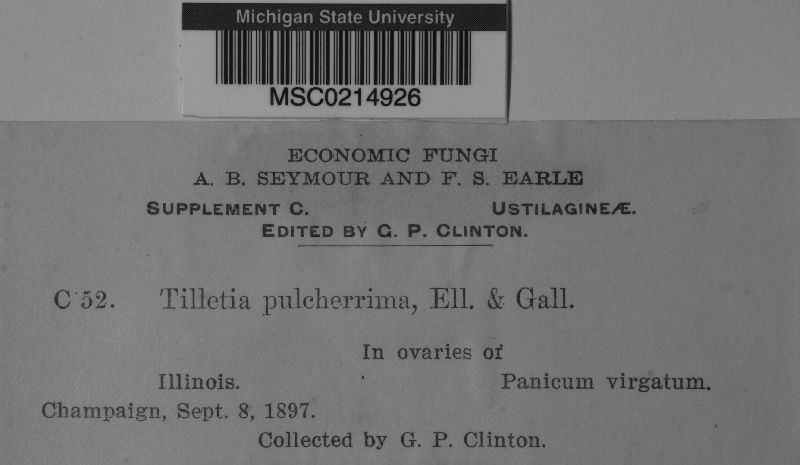 Michigan State University
MSC0214926
ECONOMIC FUNGI
A. B. SEYMOUR AND F. S. EARLE
SUPPLEMENT C. USTILAGINEÆ.
EDITED BY G. P. CLINTON.
C 52. Tilletia pulcherrima, Ell. & Gall.
In ovaries of
Illinois. Panicum virgatum.
Champaign, Sept. 8, 1897.
Collected by G. P. Clinton.